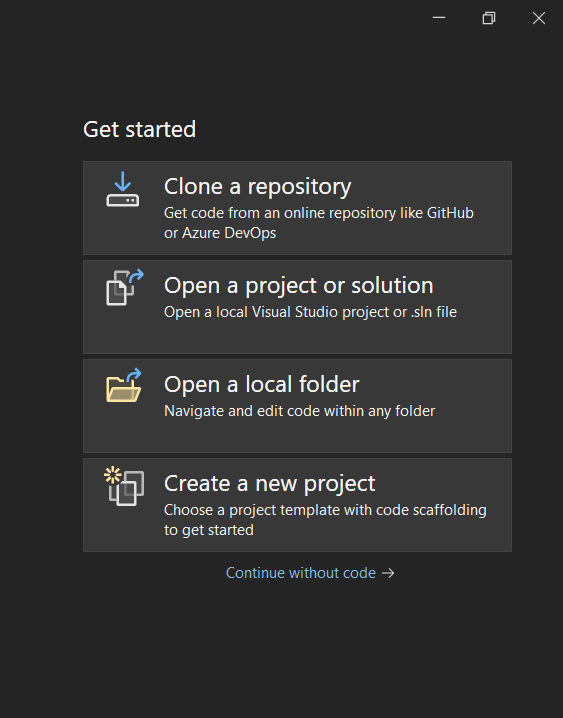 Get started
Clone a repository
Get code from an online repository like GitHub
or Azure DevOps
Open a project or solution
Open a local Visual Studio project or .sln file
Open a local folder
Navigate and edit code within any folder
Create a new project
Choose a project template with code scaffolding
to get started
Continue without code →